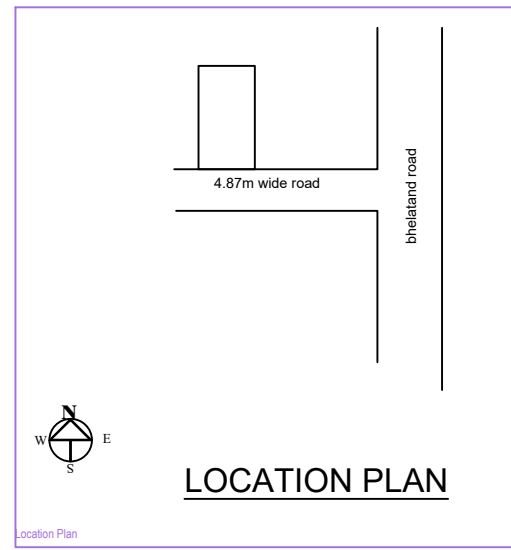 4.87m wide road
bhelatand road
N
W E
S
LOCATION PLAN
Location Plan